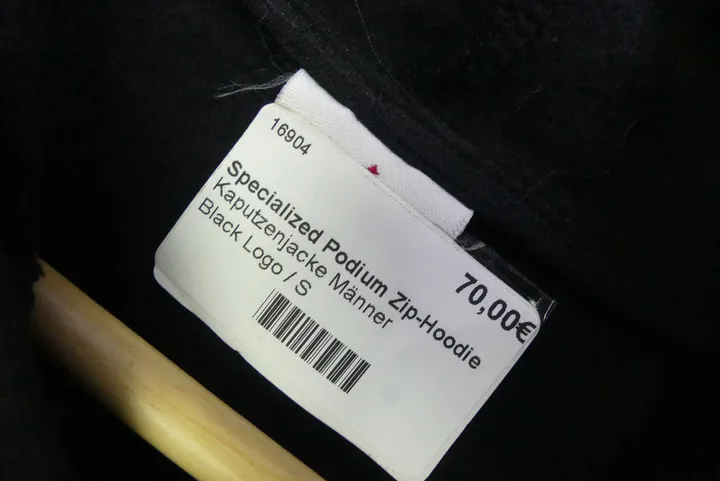 16904
Specialized Podium Zip-Hoodie
Kaputzenjacke Männer
Black Logo / S
70,00€